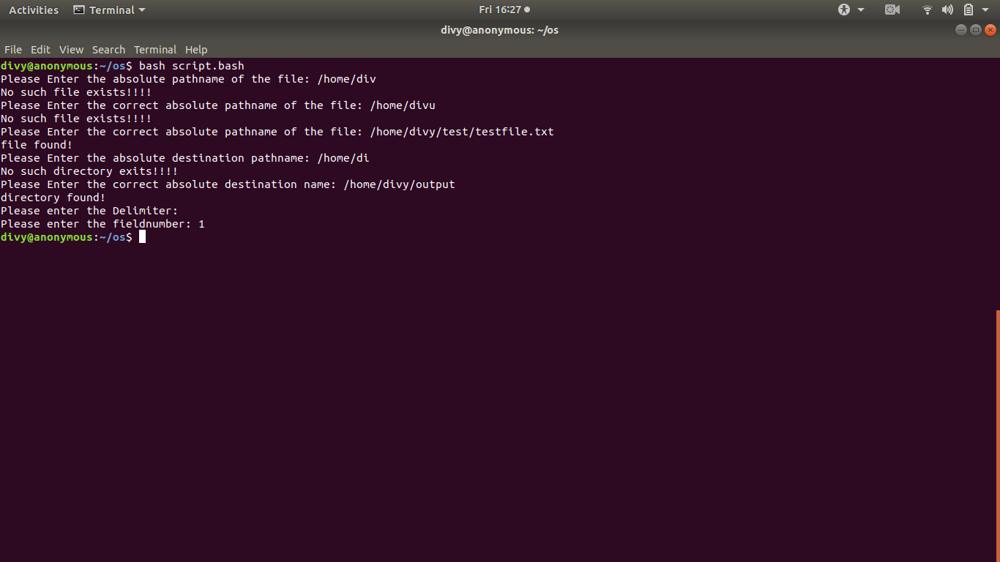 Activities Terminal Fri 16:27
divy@anonymous: ~/os
File Edit View Search Terminal Help
divy@anonymous:~/os$ bash script.bash
Please Enter the absolute pathname of the file: /home/div
No such file exists!!!!
Please Enter the correct absolute pathname of the file: /home/divu
No such file exists!!!!
Please Enter the correct absolute pathname of the file: /home/divy/test/testfile.txt
file found!
Please Enter the absolute destination pathname: /home/di
No such directory exits!!!!
Please Enter the correct absolute destination name: /home/divy/output
directory found!
Please enter the Delimiter:
Please enter the fieldnumber: 1
divy@anonymous:~/os$